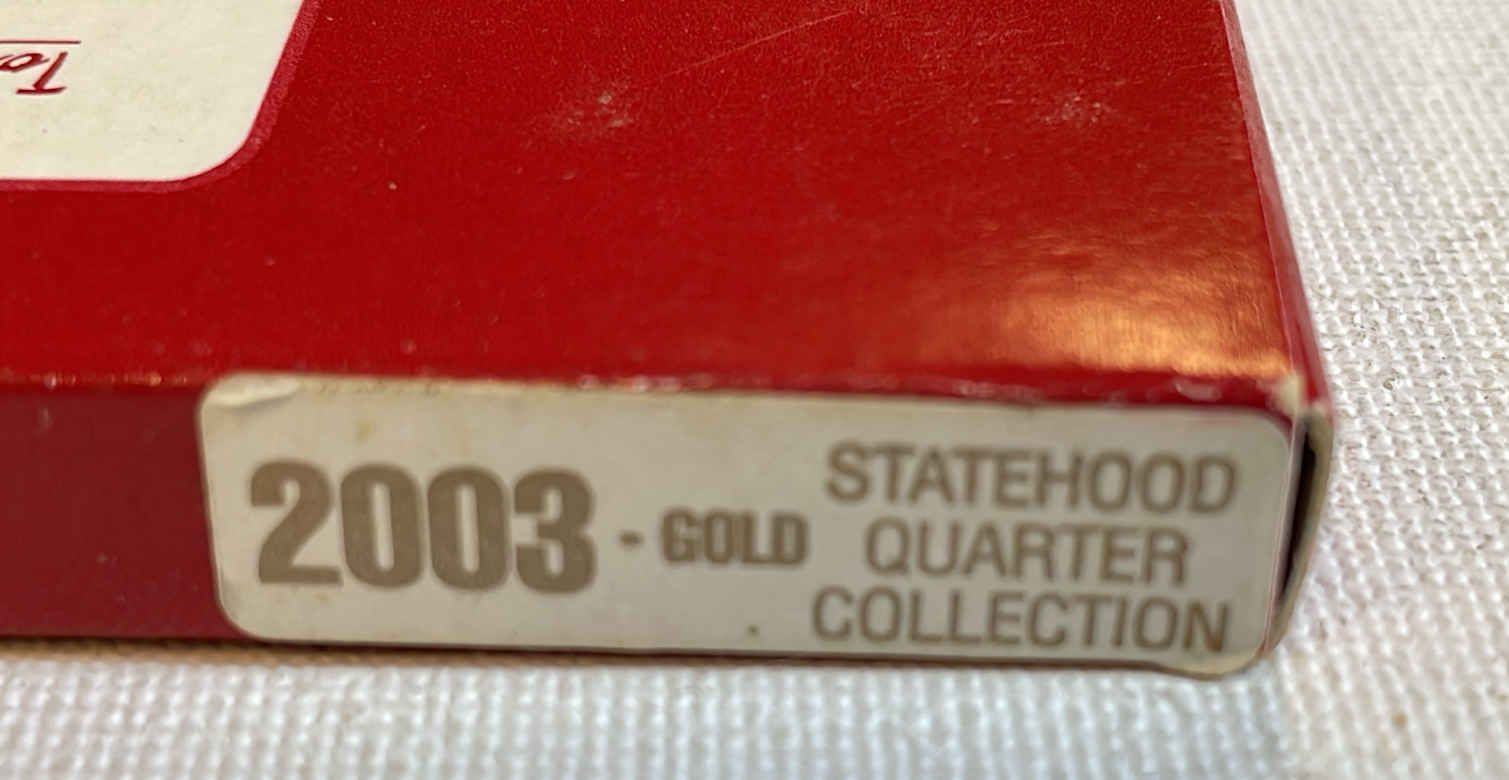 2003 - GOLD
STATEHOOD
QUARTER
COLLECTION